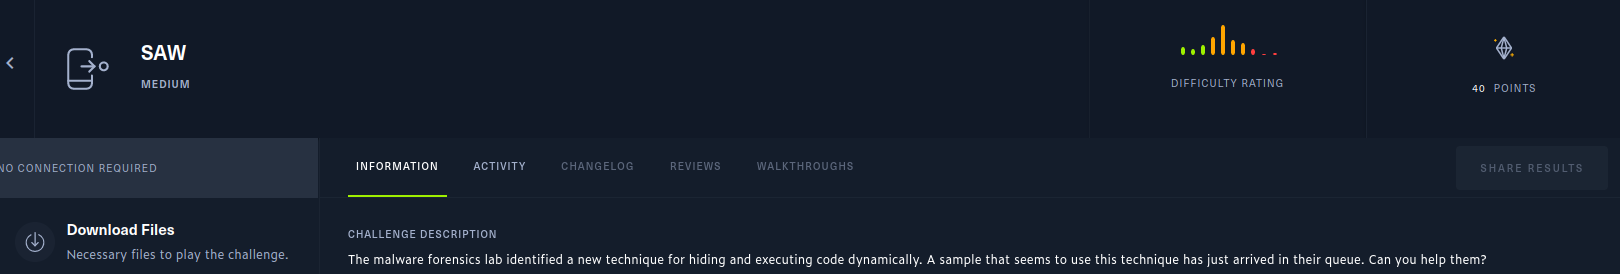 SAW
MEDIUM
DIFFICULTY RATING
40 POINTS
NO CONNECTION REQUIRED
INFORMATION ACTIVITY CHANGELOG REVIEWS WALKTHROUGHS SHARE RESULTS
Download Files
Necessary files to play the challenge.
CHALLENGE DESCRIPTION
The malware forensics lab identified a new technique for hiding and executing code dynamically. A sample that seems to use this technique has just arrived in their queue. Can you help them?